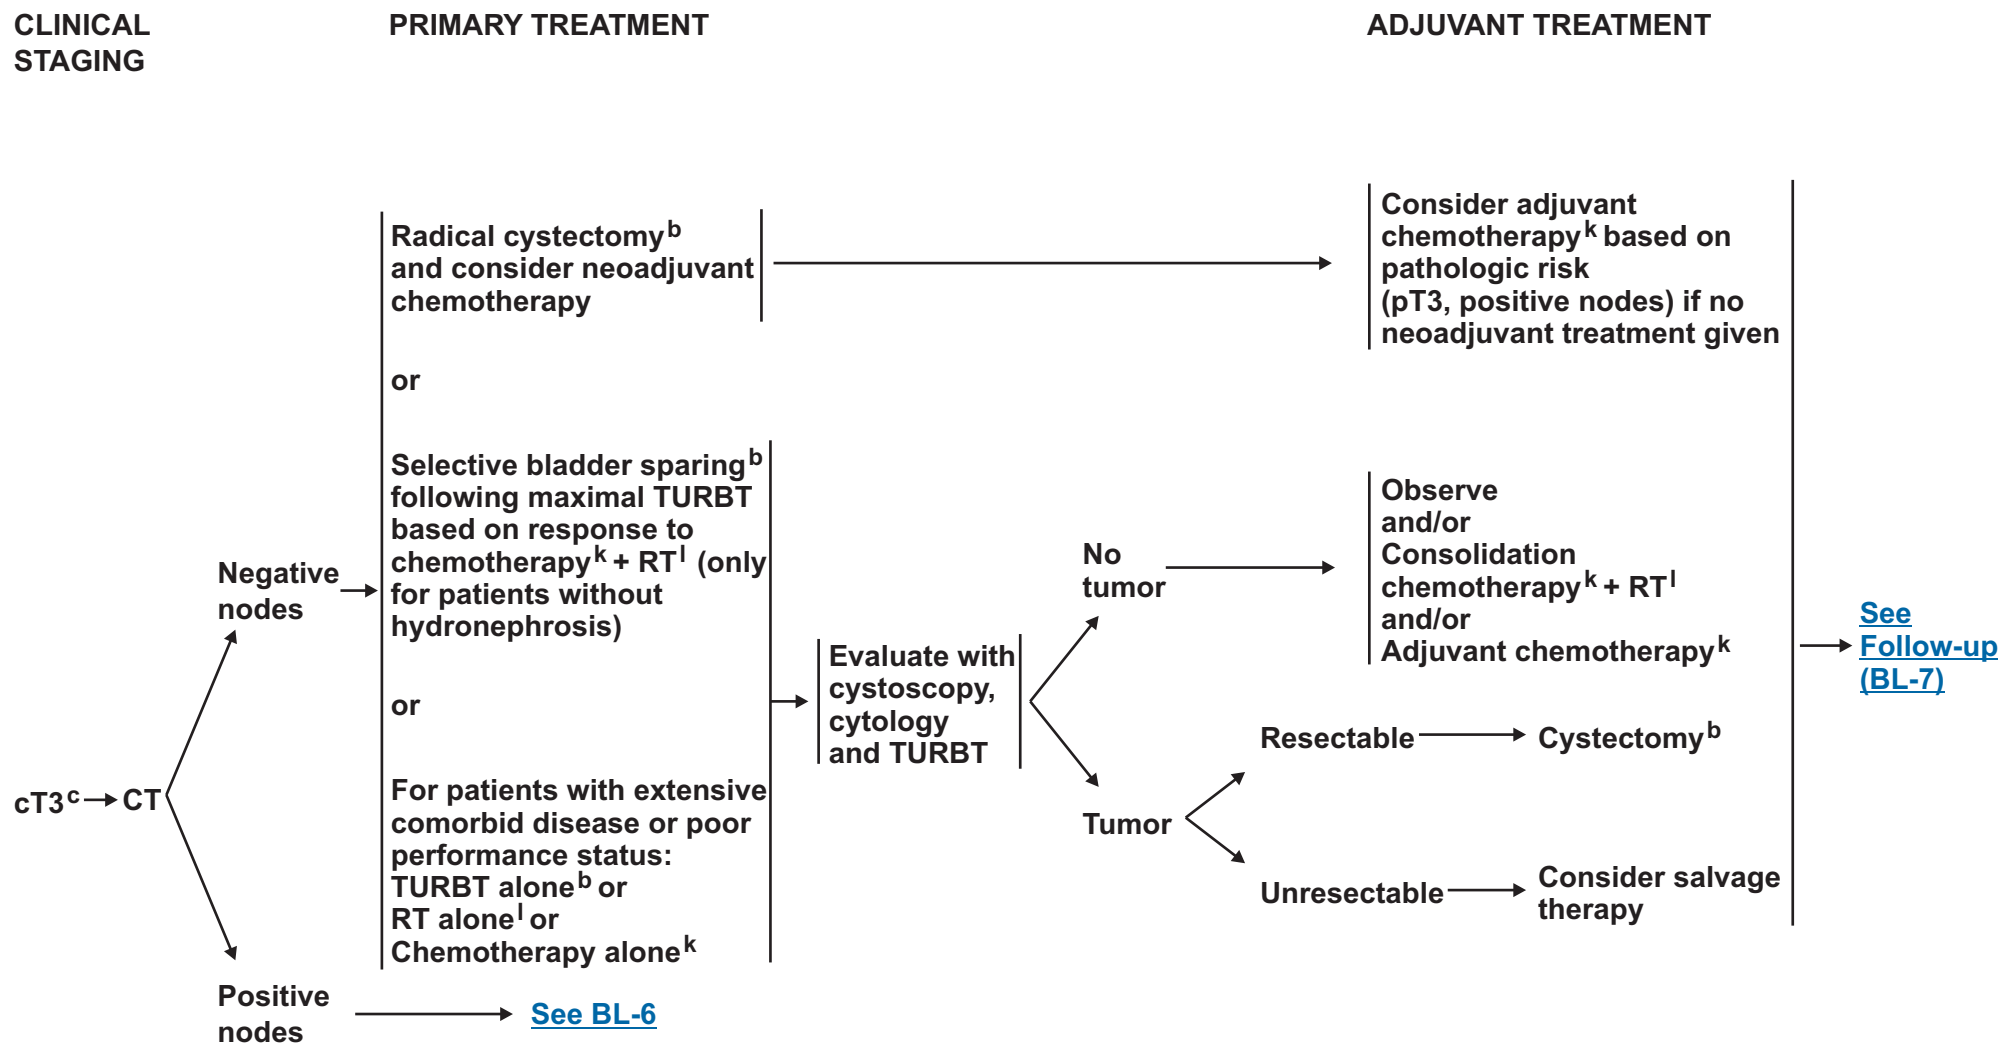 CLINICAL
STAGING
PRIMARY TREATMENT
ADJUVANT TREATMENT
cT3c
CT
Negative
nodes
Positive
nodes
See BL-6
Radical cystectomyb
and consider neoadjuvant
chemotherapy
or
Selective bladder sparingb
following maximal TURBT
based on response to
chemotherapyk + RTl (only
for patients without
hydronephrosis)
or
For patients with extensive
comorbid disease or poor
performance status:
TURBT aloneb or
RT alonel or
Chemotherapy alonek
Evaluate with
cystoscopy,
cytology
and TURBT
No
tumor
Tumor
Resectable
Unresectable
Consider adjuvant
chemotherapyk based on
pathologic risk
(pT3, positive nodes) if no
neoadjuvant treatment given
Observe
and/or
Consolidation
chemotherapyk + RTl
and/or
Adjuvant chemotherapyk
Cystectomyb
Consider salvage
therapy
See
Follow-up
(BL-7)